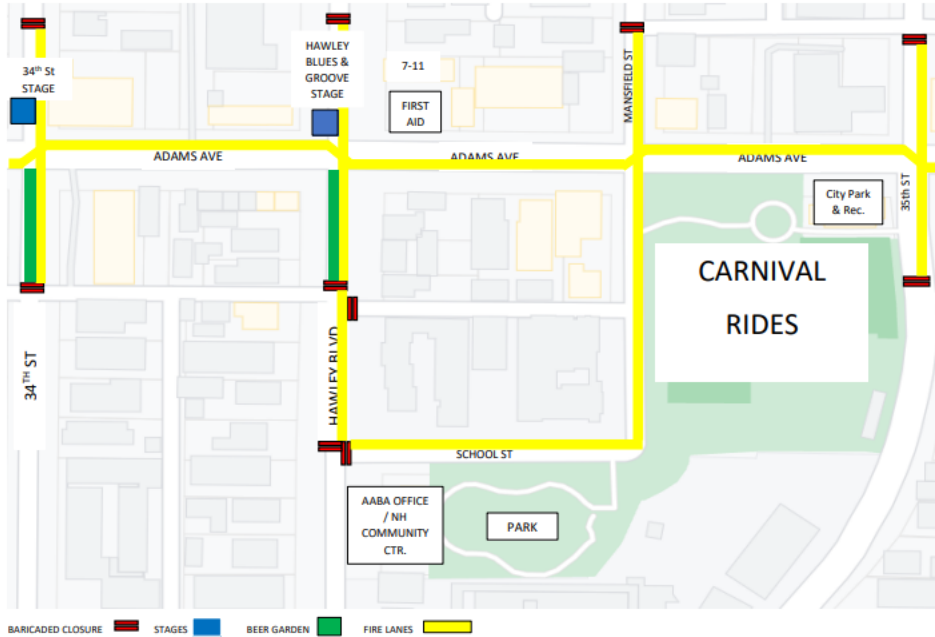 34th St
STAGE
HAWLEY
BLUES &
GROOVE
STAGE
7-11
FIRST
AID
MANSFIELD ST
ADAMS AVE
ADAMS AVE
ADAMS AVE
35th ST
City Park
& Rec.
CARNIVAL
RIDES
34TH ST
HAWLEY BLVD
SCHOOL ST
AABA OFFICE
/ NH
COMMUNITY
CTR.
PARK
BARICADED CLOSURE
STAGES
BEER GARDEN
FIRE LANES